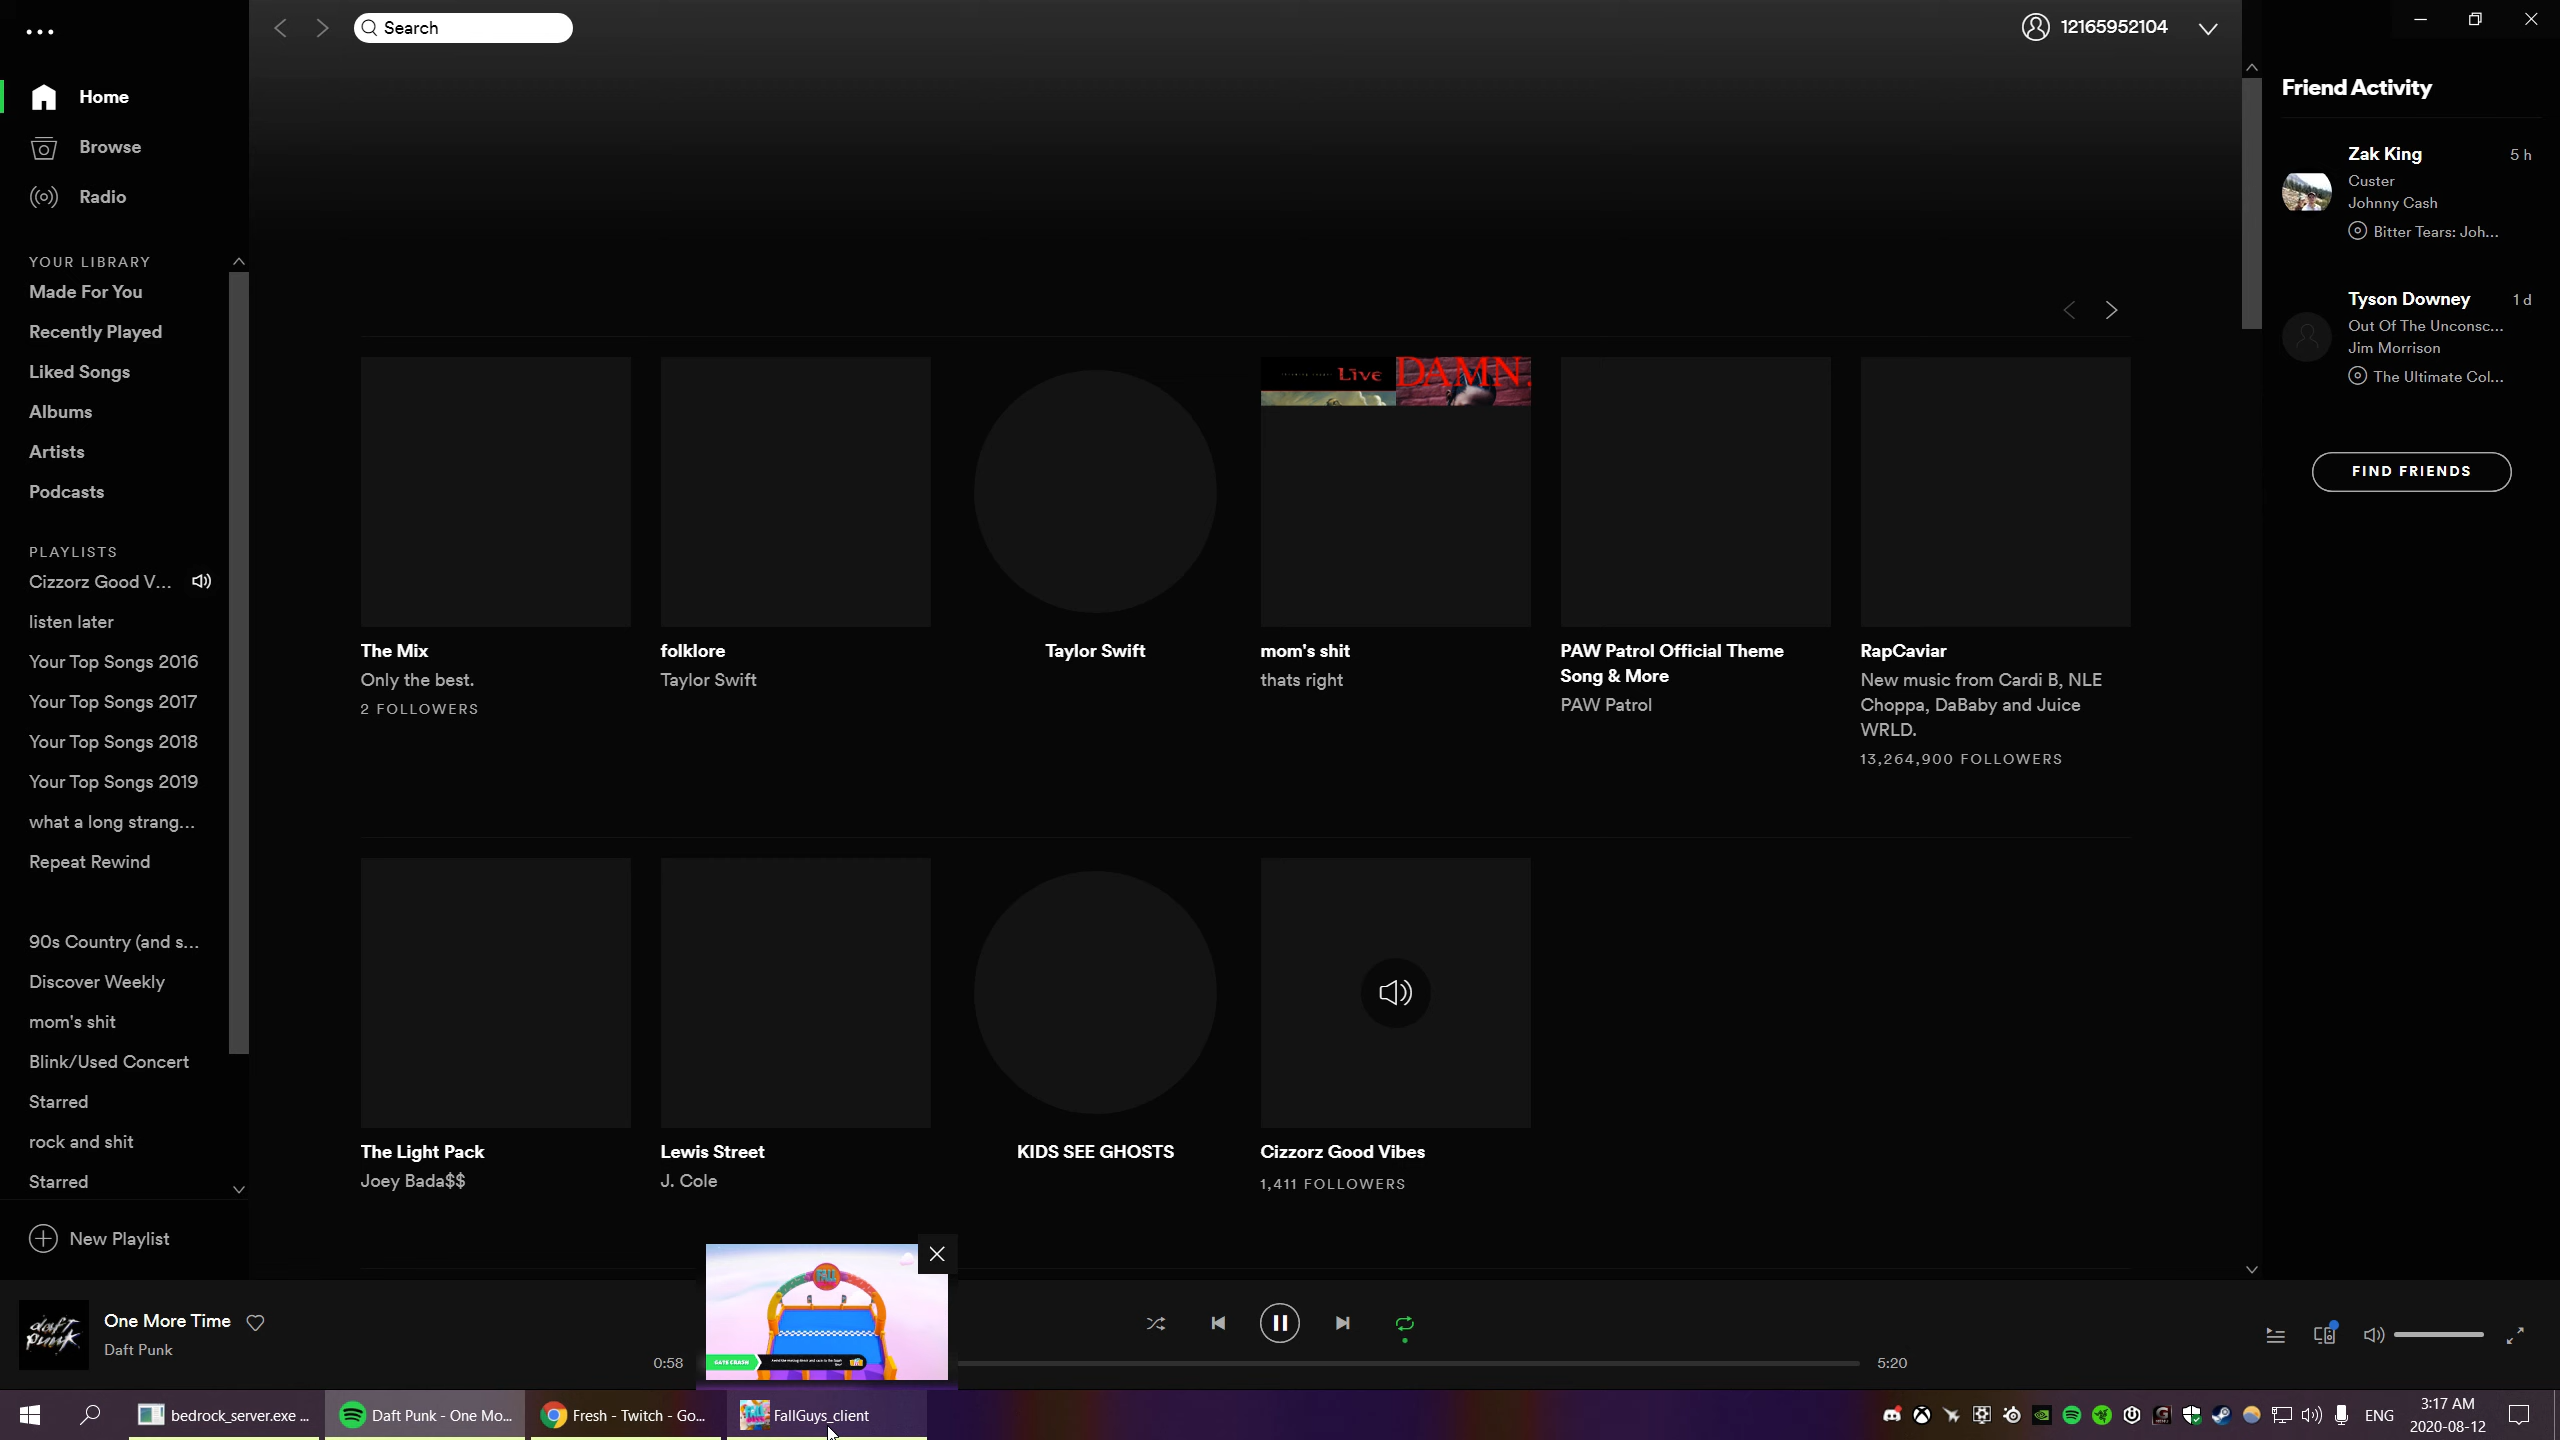 Search
12165952104
Home
Browse
Radio
YOUR LIBRARY
Made For You
Recently Played
Liked Songs
Albums
Artists
Podcasts
PLAYLISTS
Cizzorz Good V...
listen later
Your Top Songs 2016
Your Top Songs 2017
Your Top Songs 2018
Your Top Songs 2019
what a long strang...
Repeat Rewind
90s Country (and s...
Discover Weekly
mom's shit
Blink/Used Concert
Starred
rock and shit
Starred
New Playlist
Live
DAMN.
The Mix
Only the best.
2 FOLLOWERS
folklore
Taylor Swift
Taylor Swift
mom's shit
thats right
PAW Patrol Official Theme
Song & More
PAW Patrol
RapCaviar
New music from Cardi B, NLE
Choppa, DaBaby and Juice
WRLD.
13,264,900 FOLLOWERS
The Light Pack
Joey Bada$$
Lewis Street
J. Cole
KIDS SEE GHOSTS
Cizzorz Good Vibes
1,411 FOLLOWERS
Friend Activity
Zak King
5 h
Custer
Johnny Cash
Bitter Tears: Joh...
Tyson Downey
1 d
Out Of The Unconsc...
Jim Morrison
The Ultimate Col...
FIND FRIENDS
FALL
GATE CRASH
daft
punk
One More Time
Daft Punk
0:58
5:20
bedrock_server.exe ...
Daft Punk - One Mo...
Fresh - Twitch - Go...
FallGuys_client
ENG
3:17 AM
2020-08-12